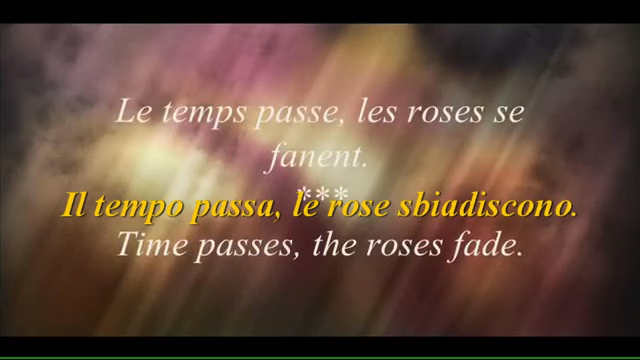 Le temps passe, les roses se
fanent.
***
Il tempo passa, le rose sbiadiscono.
Time passes, the roses fade.